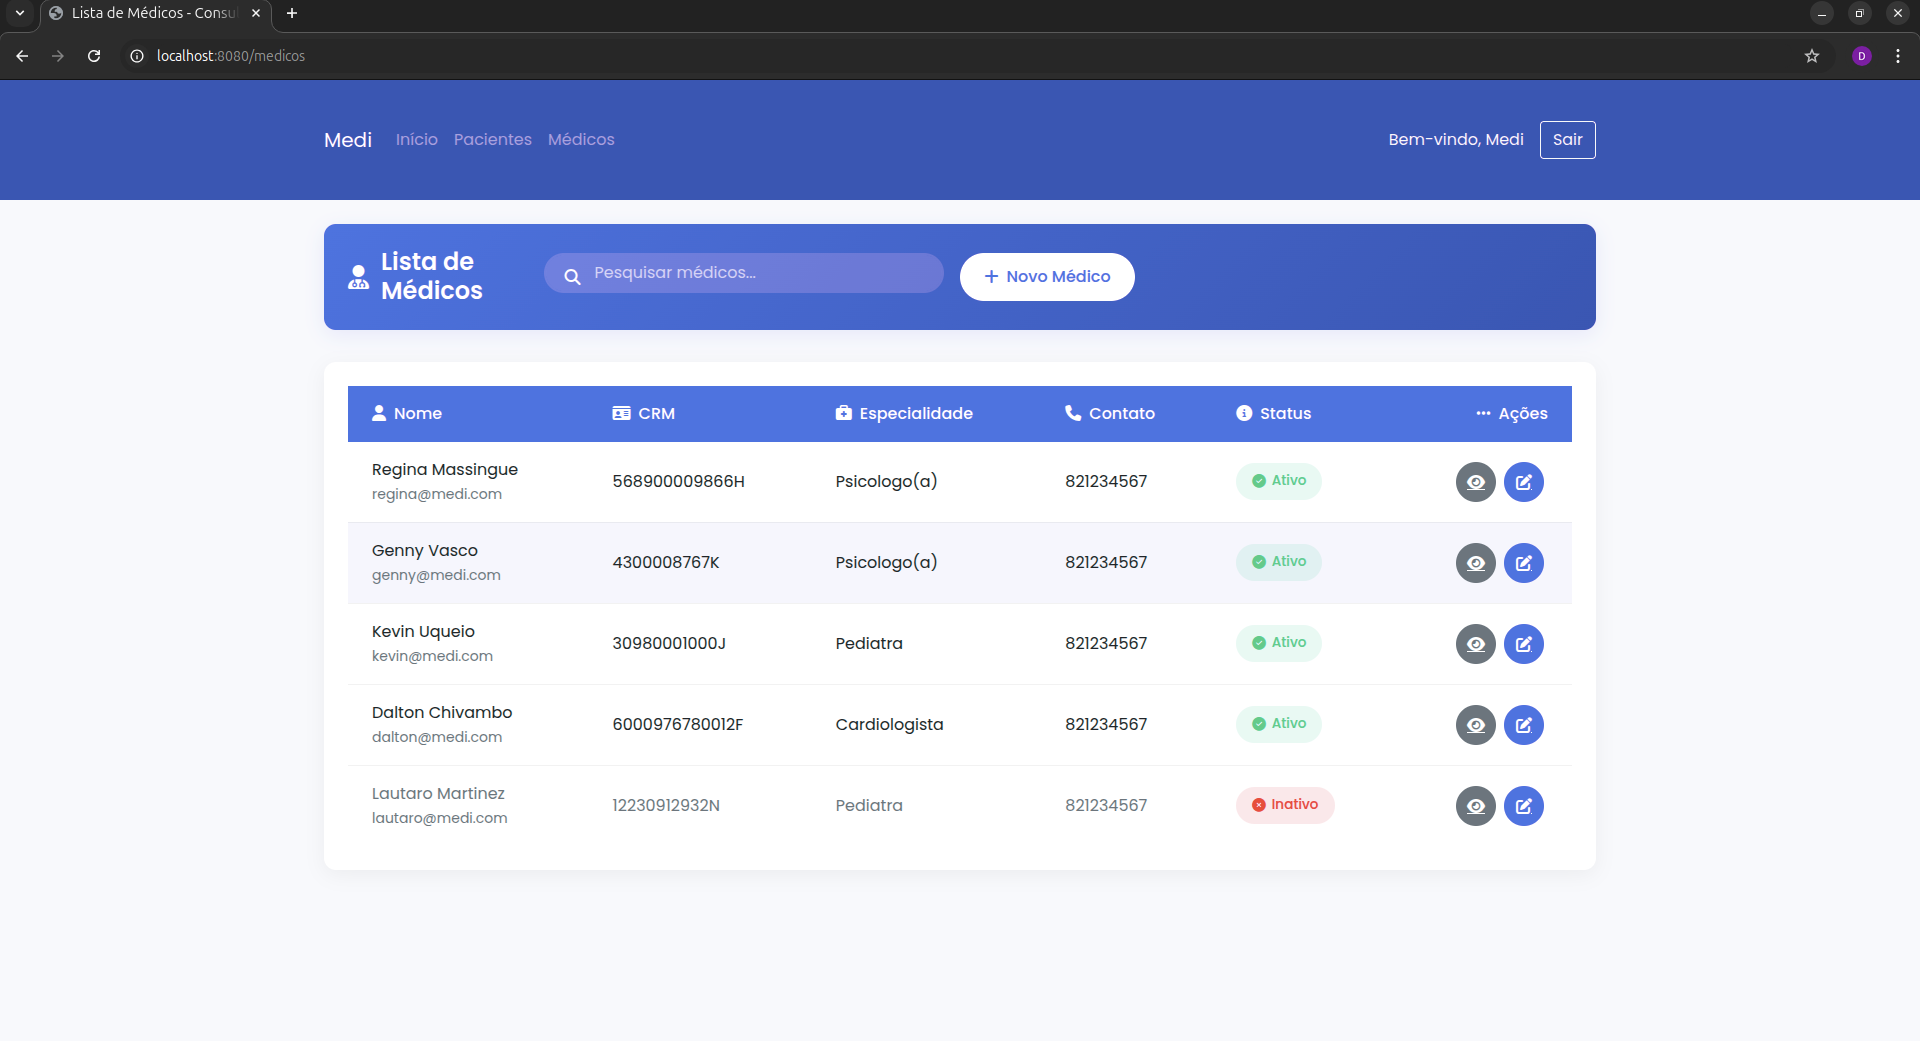 Lista de Médicos - Consul
localhost:8080/medicos
D
Medi
Início
Pacientes
Médicos
Bem-vindo, Medi
Sair
Lista de
Médicos
Pesquisar médicos...
Novo Médico
Nome
CRM
Especialidade
Contato
Status
Ações
Regina Massingue
regina@medi.com
568900009866H
Psicologo(a)
821234567
Ativo
Genny Vasco
genny@medi.com
4300008767K
Psicologo(a)
821234567
Ativo
Kevin Uqueio
kevin@medi.com
30980001000J
Pediatra
821234567
Ativo
Dalton Chivambo
dalton@medi.com
6000976780012F
Cardiologista
821234567
Ativo
Lautaro Martinez
lautaro@medi.com
12230912932N
Pediatra
821234567
Inativo